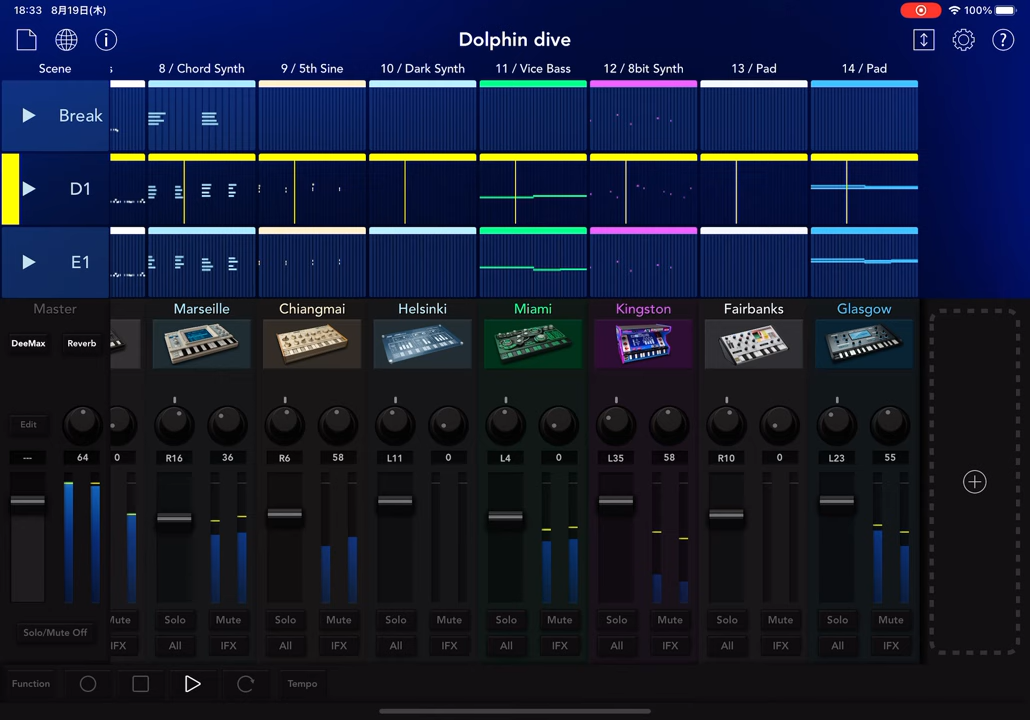 18:33 8月19日(木) 100%
Dolphin dive
Scene 8 / Chord Synth 9 / 5th Sine 10 / Dark Synth 11 / Vice Bass 12 / 8bit Synth 13 / Pad 14 / Pad
Break
D1
E1
Master Marseille Chiangmai Helsinki Miami Kingston Fairbanks Glasgow
DeeMax Reverb
Edit
--- 64 0 R16 36 R6 58 L11 0 L4 0 L35 58 R10 0 L23 55
Mute Solo Mute Solo Mute Solo Mute Solo Mute Solo Mute Solo Mute Solo Mute
Solo/Mute Off
IFX All IFX All IFX All IFX All IFX All IFX All IFX All IFX
Function Tempo